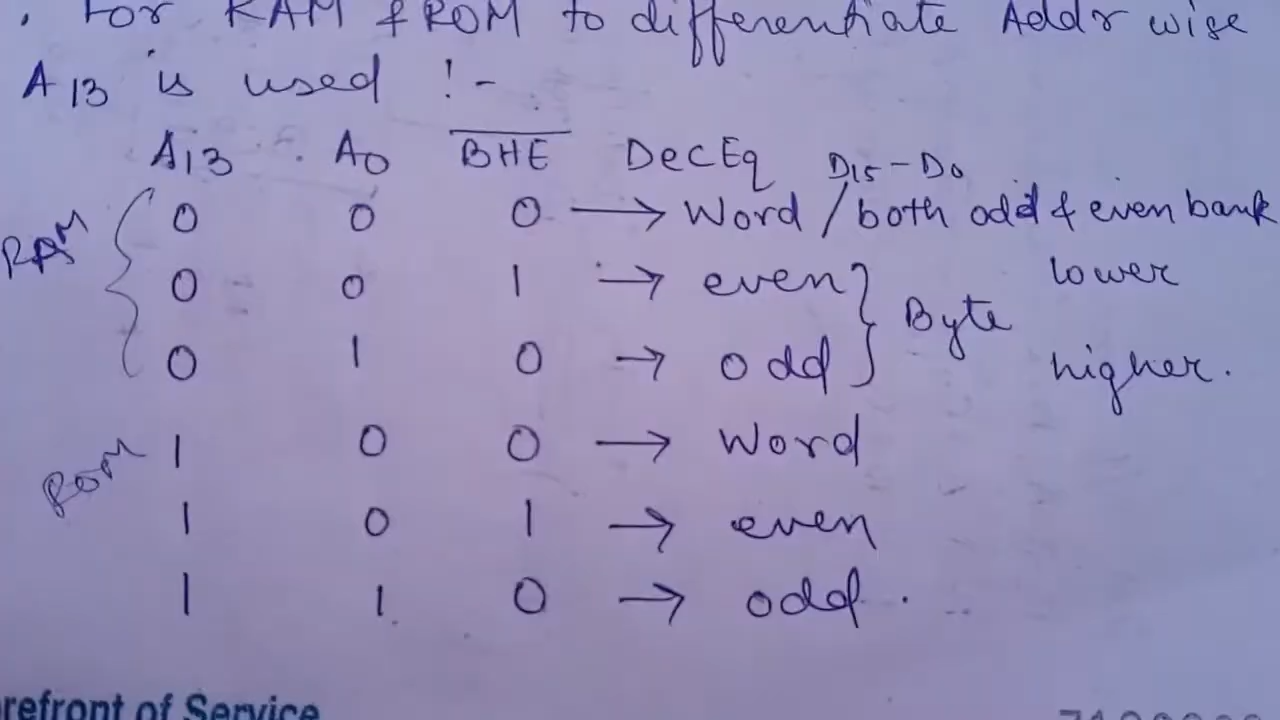 . For RAM & ROM to differentiate Addr wise
A13 is used !-
A13 A0 B̅H̅E̅ DecEq D15-D0
RAM 0 0 0 → Word / both odd & even bank
0 0 1 → even } Byte lower
0 1 0 → odd } higher.
ROM 1 0 0 → Word
1 0 1 → even
1 1 0 → odd.
refront of Service